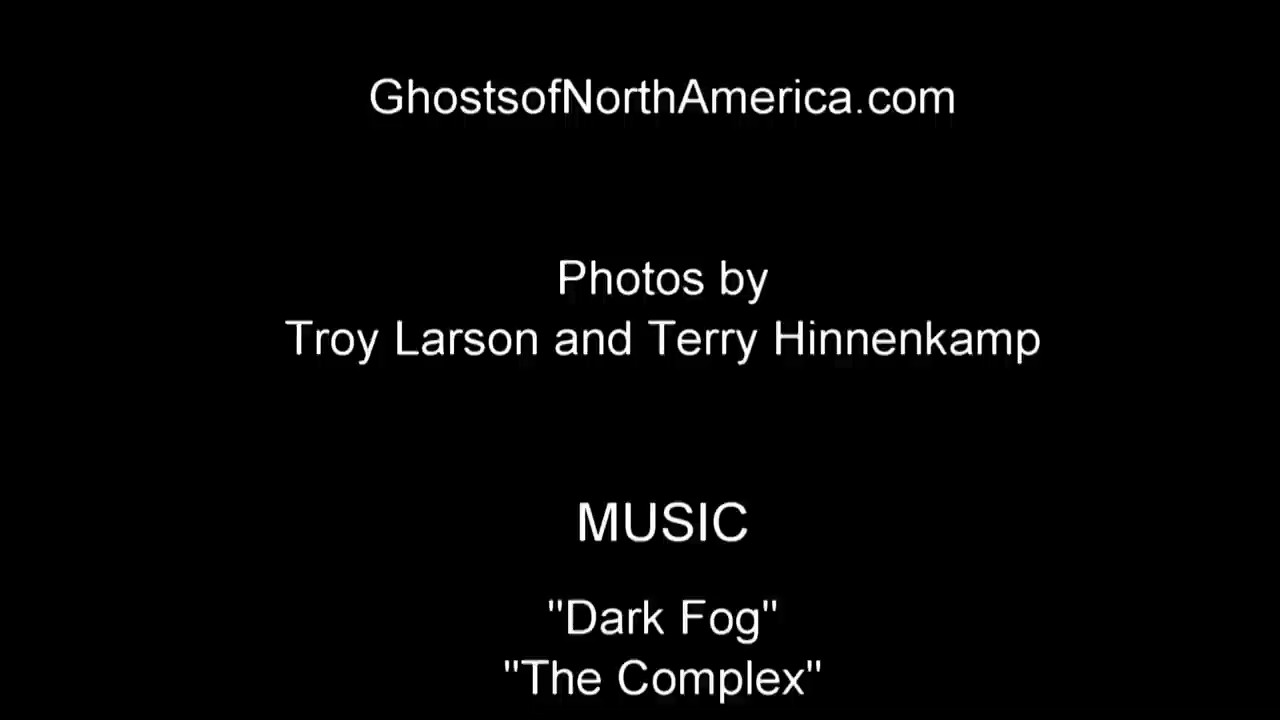 GhostsofNorthAmerica.com
Photos by
Troy Larson and Terry Hinnenkamp
MUSIC
"Dark Fog"
"The Complex"